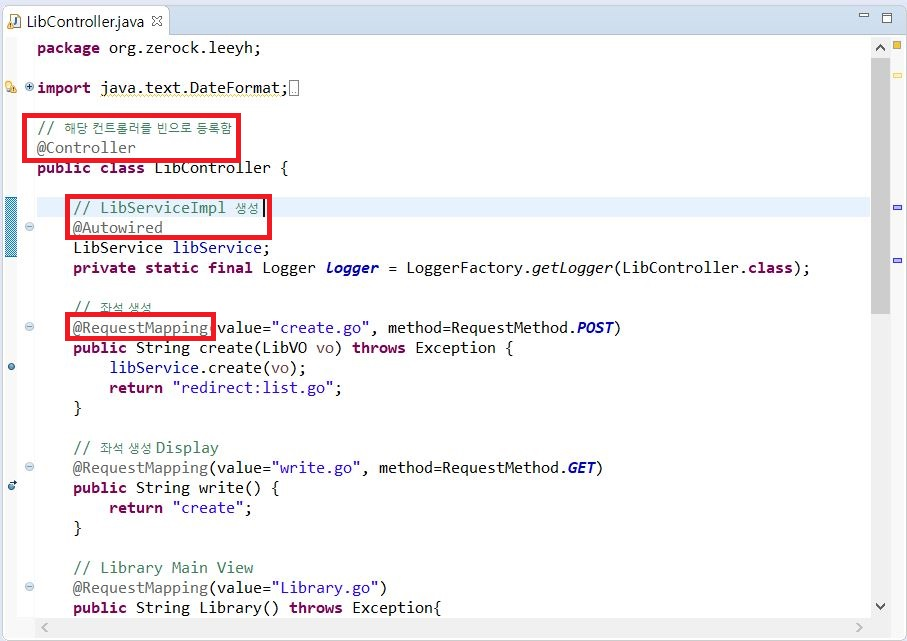 LibController.java
package org.zerock.leeyh;
import java.text.DateFormat;
// 해당 컨트롤러를 빈으로 등록함
@Controller
public class LibController {
// LibServiceImpl 생성
@Autowired
LibService libService;
private static final Logger logger = LoggerFactory.getLogger(LibController.class);
// 좌석 생성
@RequestMapping(value="create.go", method=RequestMethod.POST)
public String create(LibVO vo) throws Exception {
libService.create(vo);
return "redirect:list.go";
}
// 좌석 생성 Display
@RequestMapping(value="write.go", method=RequestMethod.GET)
public String write() {
return "create";
}
// Library Main View
@RequestMapping(value="Library.go")
public String Library() throws Exception{